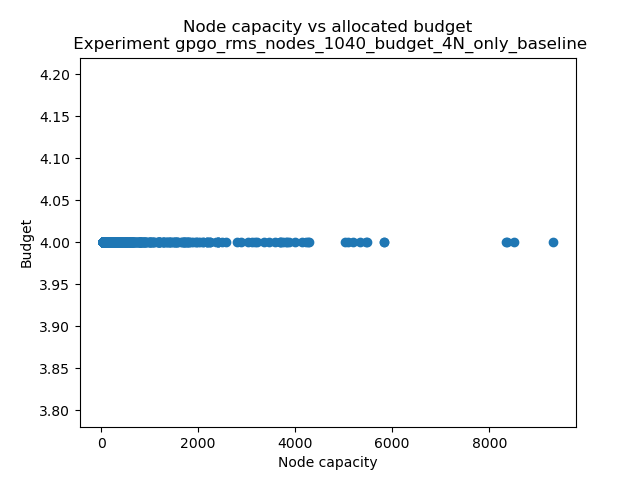 Node capacity vs allocated budget
Experiment gpgo_rms_nodes_1040_budget_4N_only_baseline
4.20
4.15
4.10
4.05
4.00
3.95
3.90
3.85
3.80
Budget
0 2000 4000 6000 8000
Node capacity